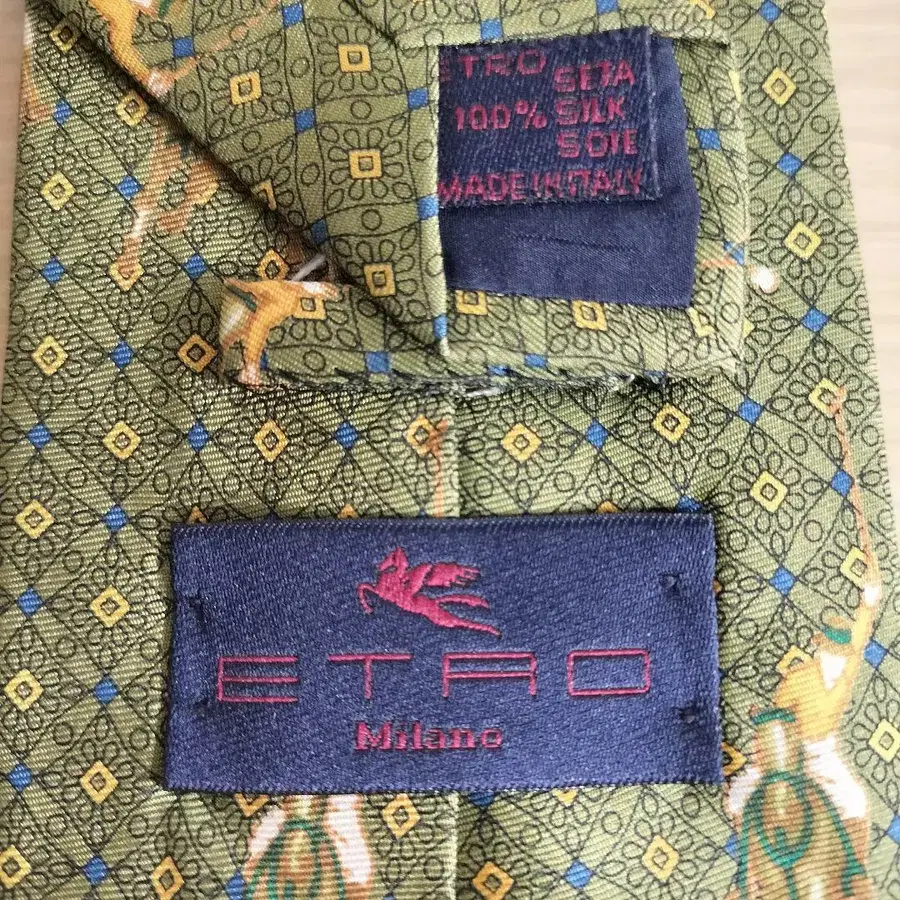 ETRO SETA
100% SILK
SOIE
MADE IN ITALY
ETRO
Milano